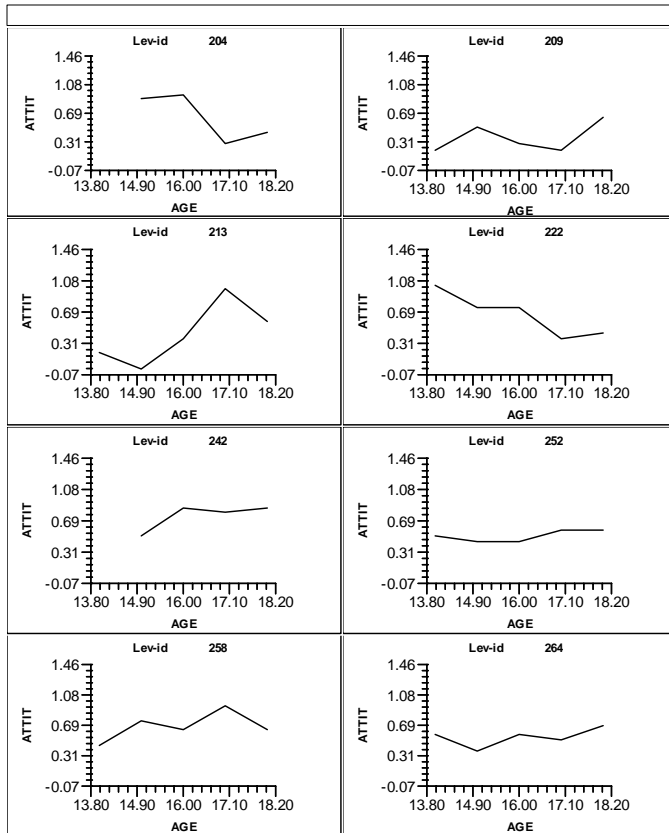 Lev-id 204
1.46
1.08
0.69
0.31
-0.07
ATTIT
13.80 14.90 16.00 17.10 18.20
AGE
Lev-id 209
1.46
1.08
0.69
0.31
-0.07
ATTIT
13.80 14.90 16.00 17.10 18.20
AGE
Lev-id 213
1.46
1.08
0.69
0.31
-0.07
ATTIT
13.80 14.90 16.00 17.10 18.20
AGE
Lev-id 222
1.46
1.08
0.69
0.31
-0.07
ATTIT
13.80 14.90 16.00 17.10 18.20
AGE
Lev-id 242
1.46
1.08
0.69
0.31
-0.07
ATTIT
13.80 14.90 16.00 17.10 18.20
AGE
Lev-id 252
1.46
1.08
0.69
0.31
-0.07
ATTIT
13.80 14.90 16.00 17.10 18.20
AGE
Lev-id 258
1.46
1.08
0.69
0.31
-0.07
ATTIT
13.80 14.90 16.00 17.10 18.20
AGE
Lev-id 264
1.46
1.08
0.69
0.31
-0.07
ATTIT
13.80 14.90 16.00 17.10 18.20
AGE